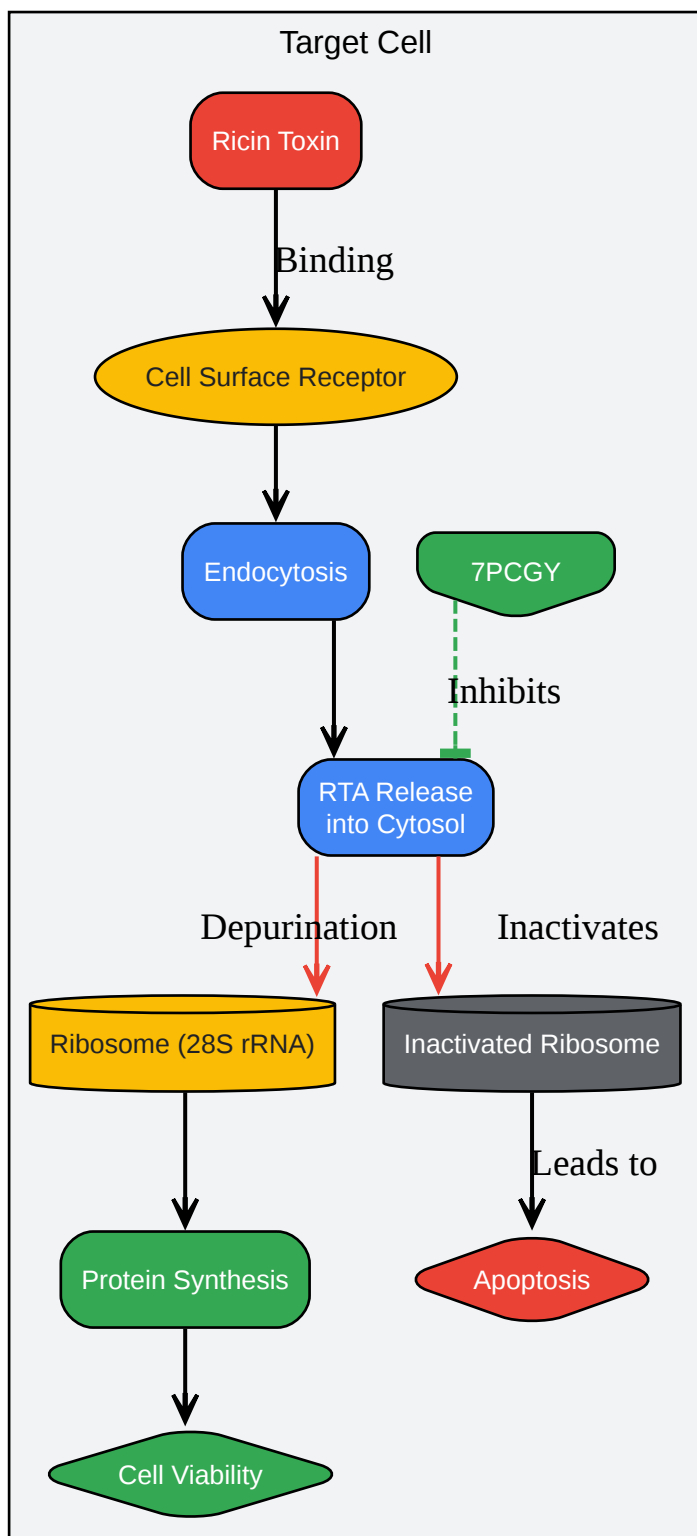 Target Cell
Ricin Toxin
Binding
Cell Surface Receptor
Endocytosis
7PCGY
Inhibits
RTA Release
into Cytosol
Depurination
Inactivates
Ribosome (28S rRNA)
Inactivated Ribosome
Leads to
Protein Synthesis
Apoptosis
Cell Viability